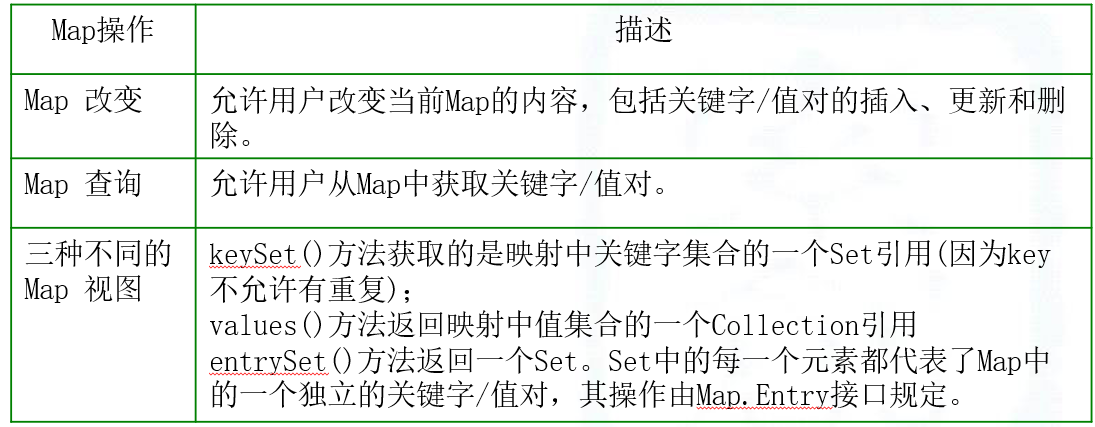 Map操作 描述
Map 改变 允许用户改变当前Map的内容，包括关键字/值对的插入、更新和删
除。
Map 查询 允许用户从Map中获取关键字/值对。
三种不同的 keySet()方法获取的是映射中关键字集合的一个Set引用(因为key
Map 视图 不允许有重复);
values()方法返回映射中值集合的一个Collection引用
entrySet()方法返回一个Set。Set中的每一个元素都代表了Map中
的一个独立的关键字/值对，其操作由Map.Entry接口规定。